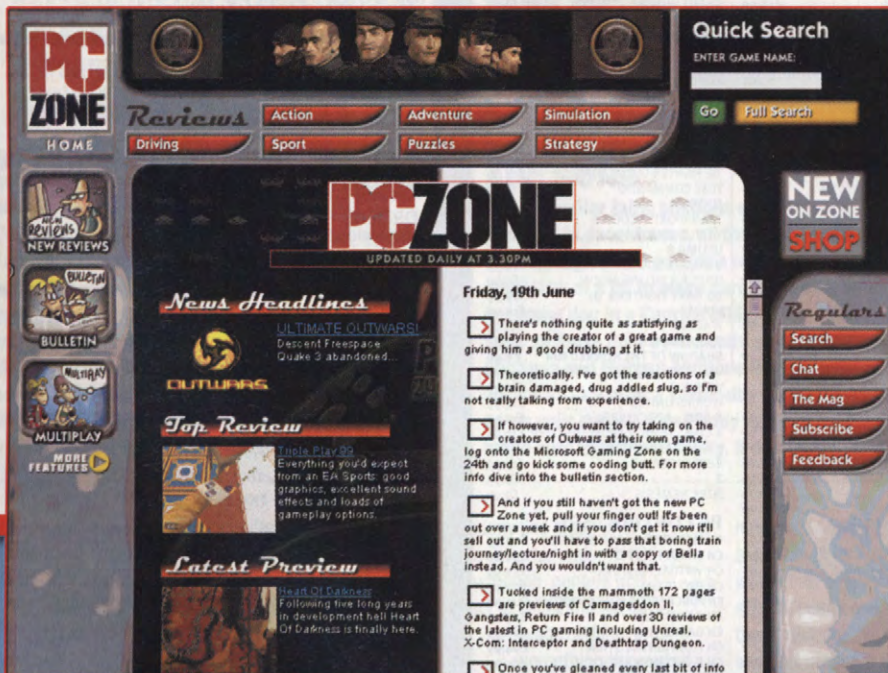 PC
ZONE
HOME
Reviews
Action
Adventure
Simulation
Driving
Sport
Puzzles
Strategy
Quick Search
ENTER GAME NAME:
Go
Full Search
NEW
REVIEWS
NEW REVIEWS
BULLETIN
BULLETIN
MULTIPLAY
MULTIPLAY
MORE
FEATURES
PCZONE
UPDATED DAILY AT 3.30PM
News Headlines
ULTIMATE OUTWARS!
Descent Freespace
Quake 3 abandoned...
OUTWARS
Top Review
Triple Play 99
Everything you'd expect
from an EA Sports: good
graphics, excellent sound
effects and loads of
gameplay options.
Latest Preview
Heart Of Darkness
Following five long years
in development hell Heart
Of Darkness is finally here.
Friday, 19th June
There's nothing quite as satisfying as
playing the creator of a great game and
giving him a good drubbing at it.
Theoretically. I've got the reactions of a
brain damaged, drug addled slug, so I'm
not really talking from experience.
If however, you want to try taking on the
creators of Outwars at their own game,
log onto the Microsoft Gaming Zone on the
24th and go kick some coding butt. For more
info dive into the bulletin section.
And if you still haven't got the new PC
Zone yet, pull your finger out! It's been
out over a week and if you don't get it now it'll
sell out and you'll have to pass that boring train
journey/lecture/night in with a copy of Bella
instead. And you wouldn't want that.
Tucked inside the mammoth 172 pages
are previews of Carmageddon II,
Gangsters, Return Fire II and over 30 reviews of
the latest in PC gaming including Unreal,
X-Com: Interceptor and Deathtrap Dungeon.
Once you've gleaned every last bit of info
NEW
ON ZONE
SHOP
Regulars
Search
Chat
The Mag
Subscribe
Feedback